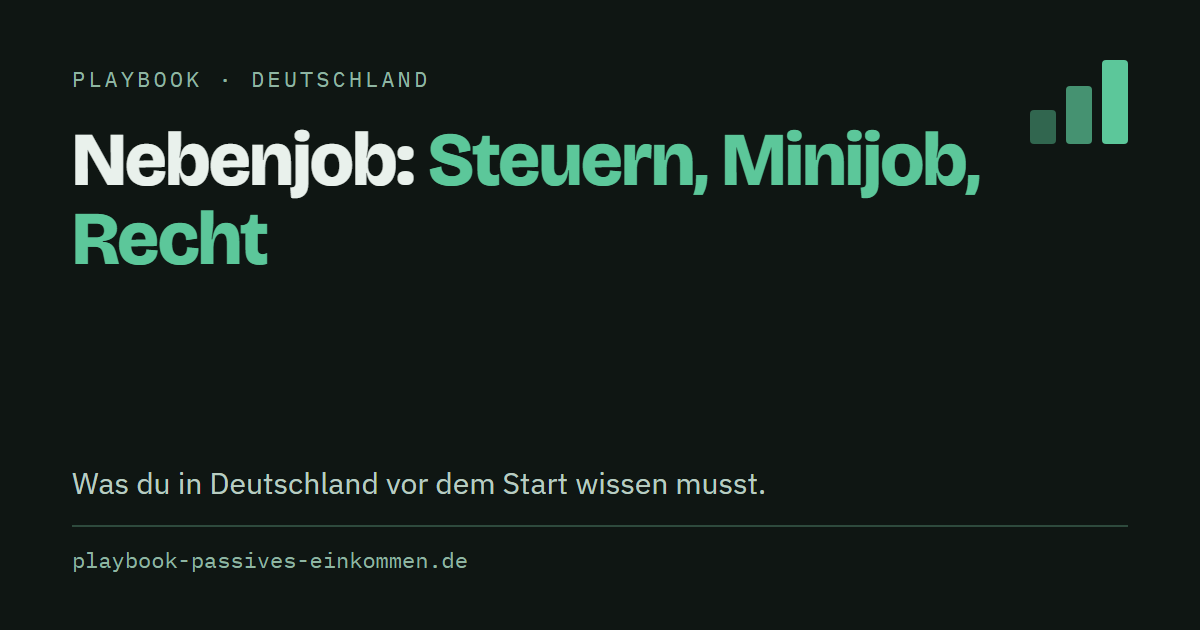 PLAYBOOK · DEUTSCHLAND
Nebenjob: Steuern, Minijob,
Recht
Was du in Deutschland vor dem Start wissen musst.
playbook-passives-einkommen.de